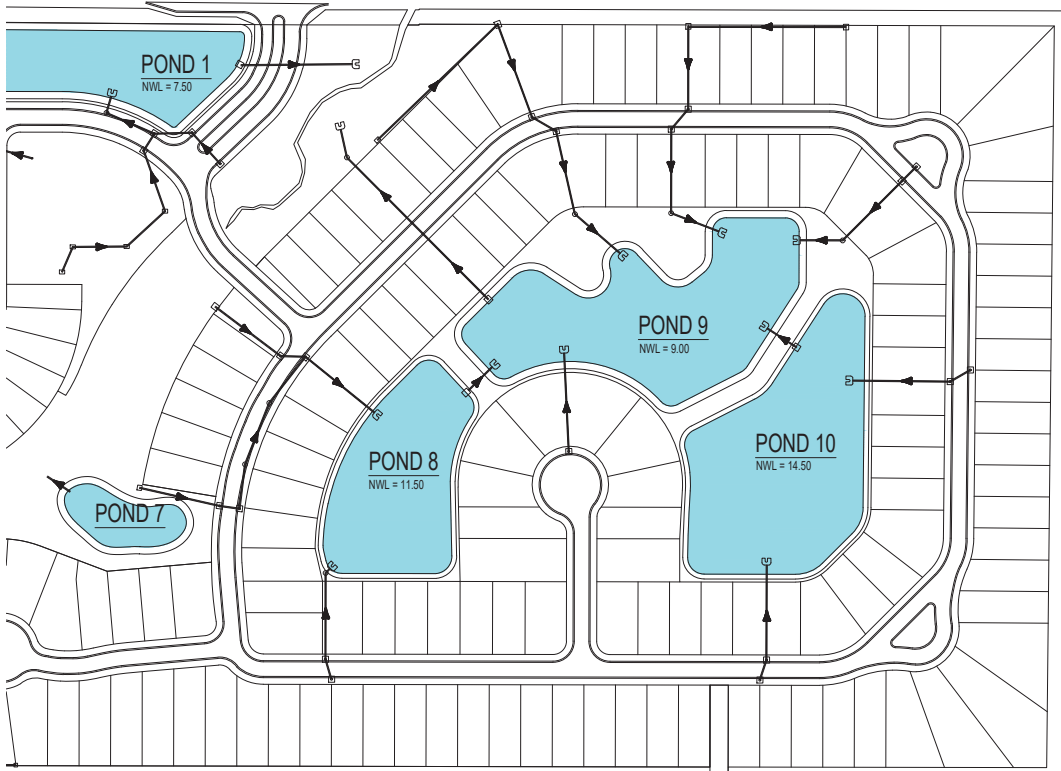 POND 1
NWL = 7.50
POND 9
NWL = 9.00
POND 8
NWL = 11.50
POND 10
NWL = 14.50
POND 7